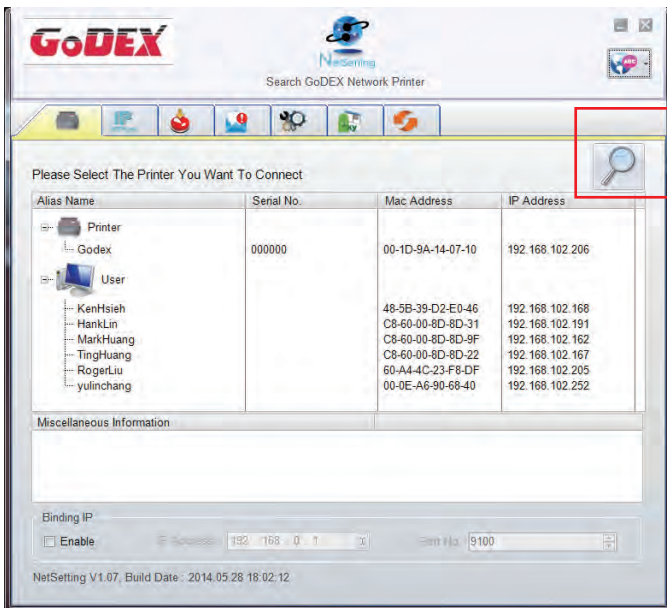 GoDEX
NetSetting
Search GoDEX Network Printer
Please Select The Printer You Want To Connect
Alias Name Serial No. Mac Address IP Address
Printer
Godex 000000 00-1D-9A-14-07-10 192.168.102.206
User
KenHsieh 48-5B-39-D2-E0-46 192.168.102.168
HankLin C8-60-00-8D-8D-31 192.168.102.191
MarkHuang C8-60-00-8D-8D-9F 192.168.102.162
TingHuang C8-60-00-8D-8D-22 192.168.102.167
RogerLiu 60-A4-4C-23-F8-DF 192.168.102.205
yulinchang 00-0E-A6-90-68-40 192.168.102.252
Miscellaneous Information
Binding IP
Enable IP Address 192 . 168 . 0 . 1 Port No. 9100
NetSetting V1.07, Build Date : 2014.05.28 18:02:12